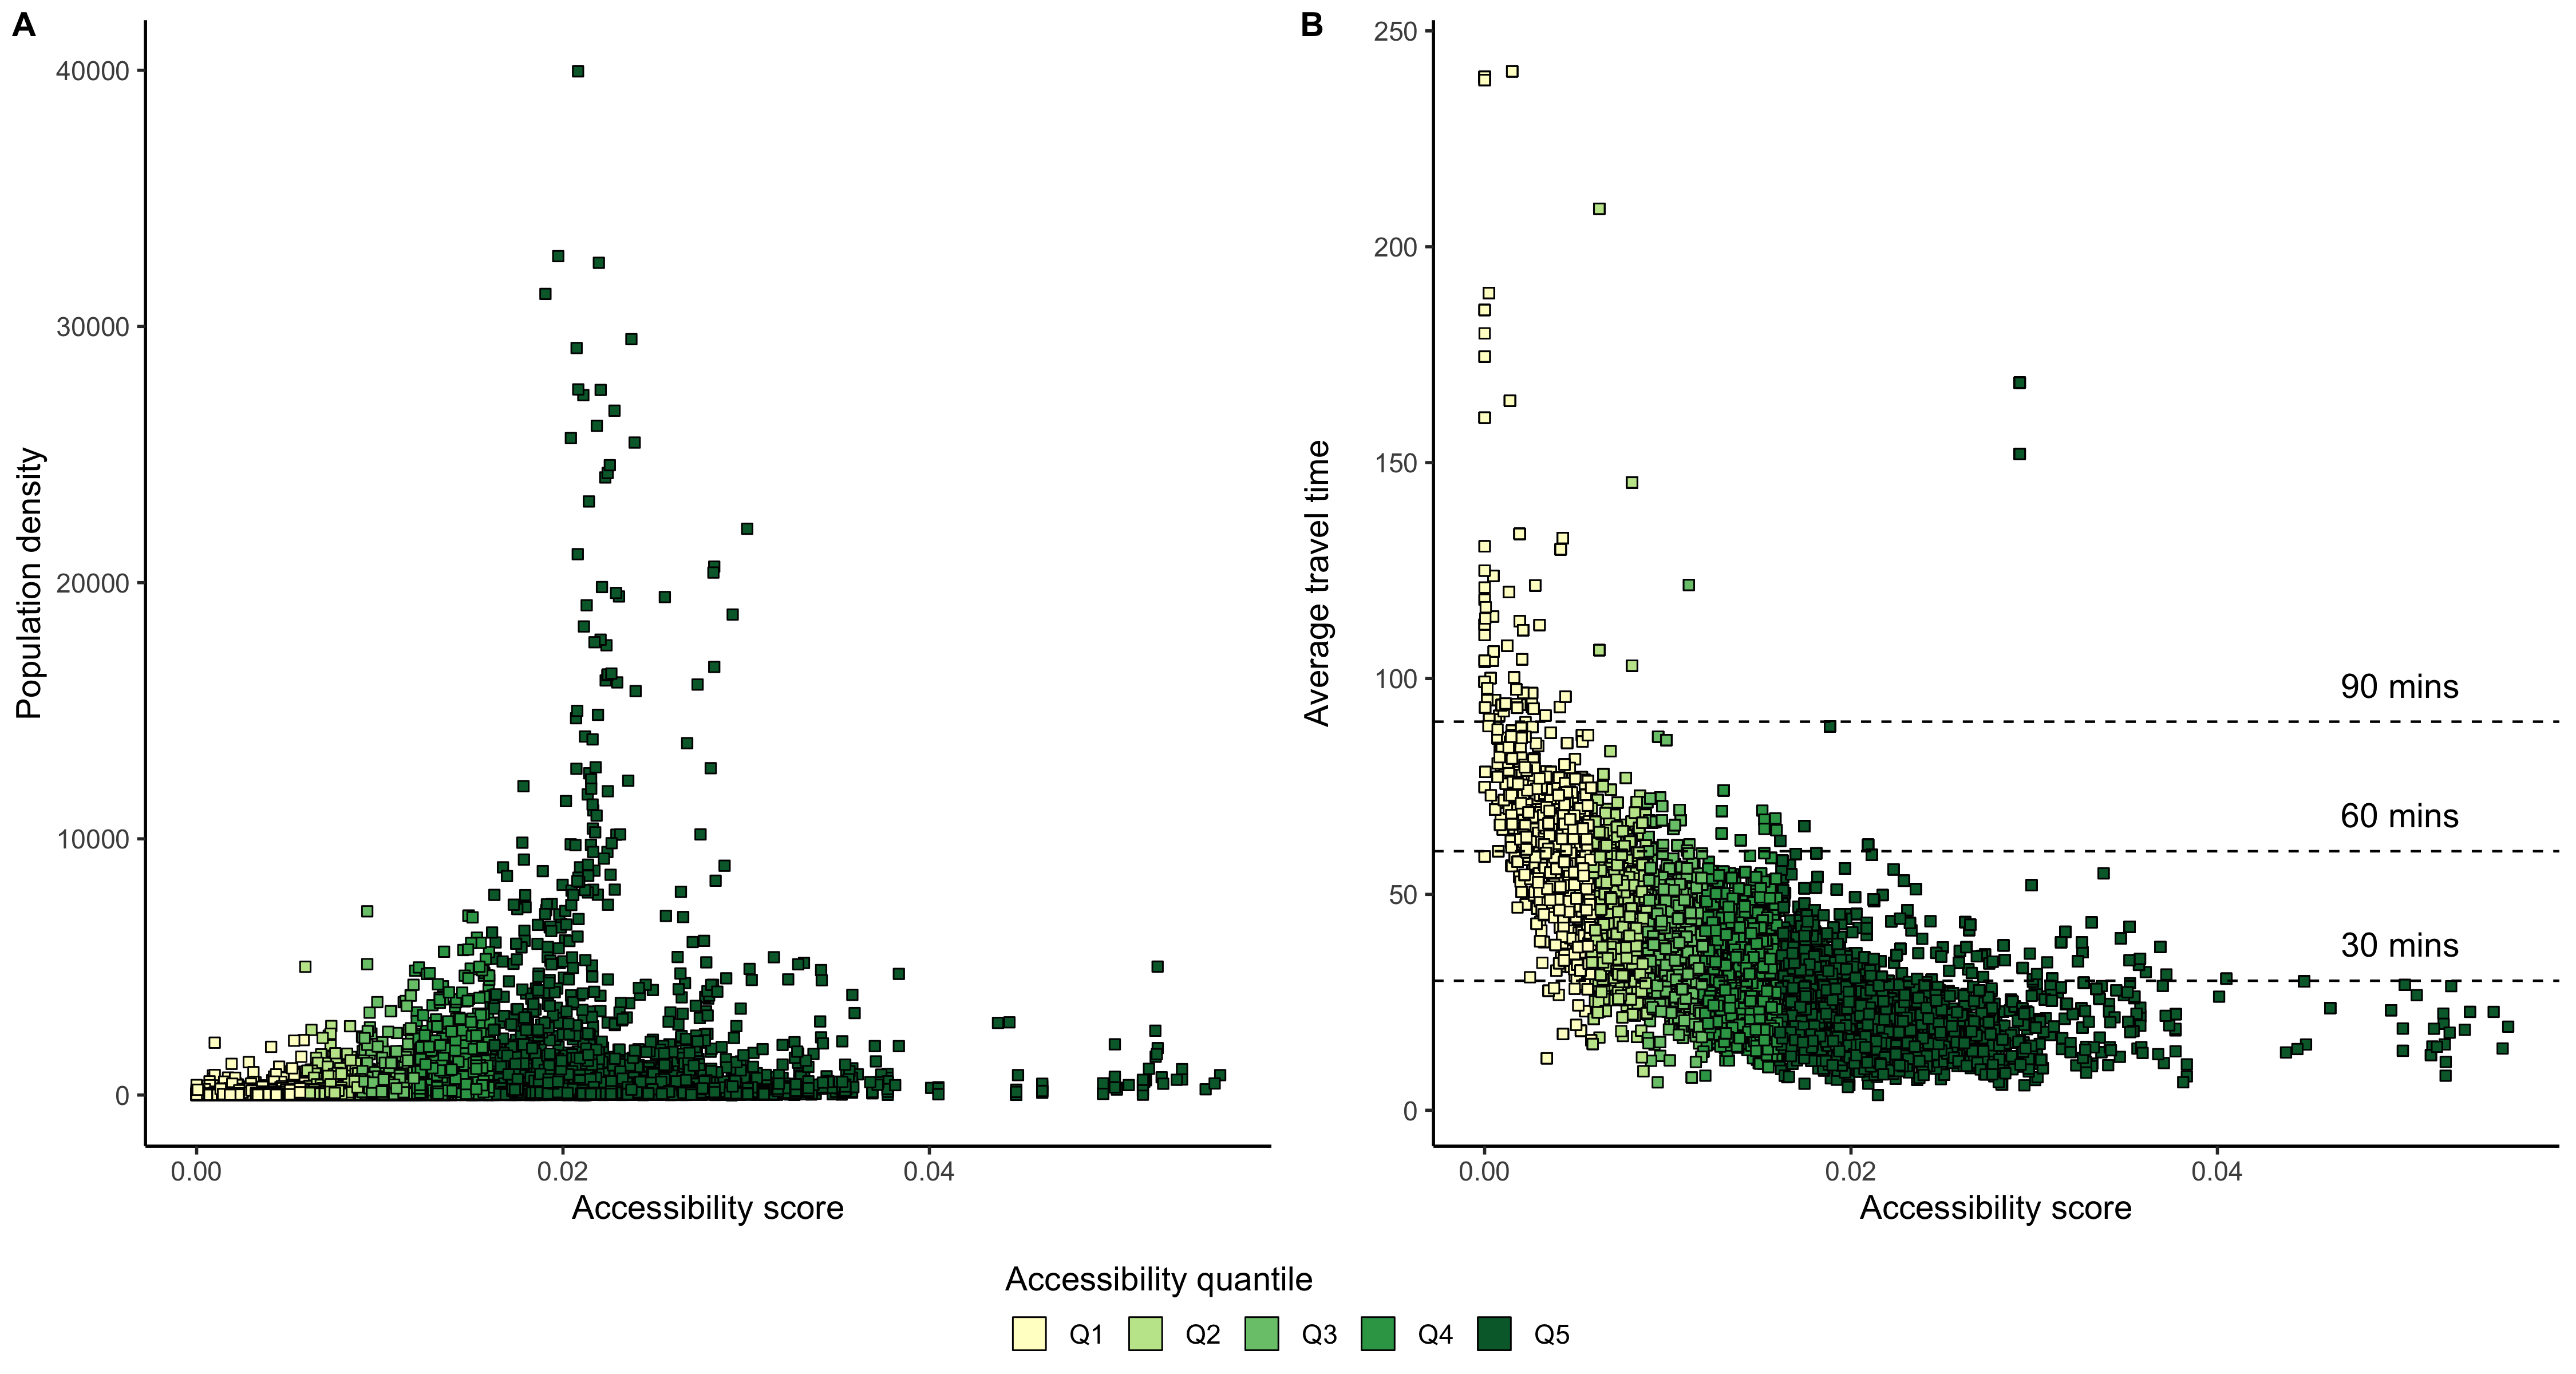 A
40000
30000
20000
10000
0
Population density
0.00
0.02
0.04
Accessibility score
B
250
200
150
100
50
0
Average travel time
90 mins
60 mins
30 mins
0.00
0.02
0.04
Accessibility score
Accessibility quantile
Q1
Q2
Q3
Q4
Q5